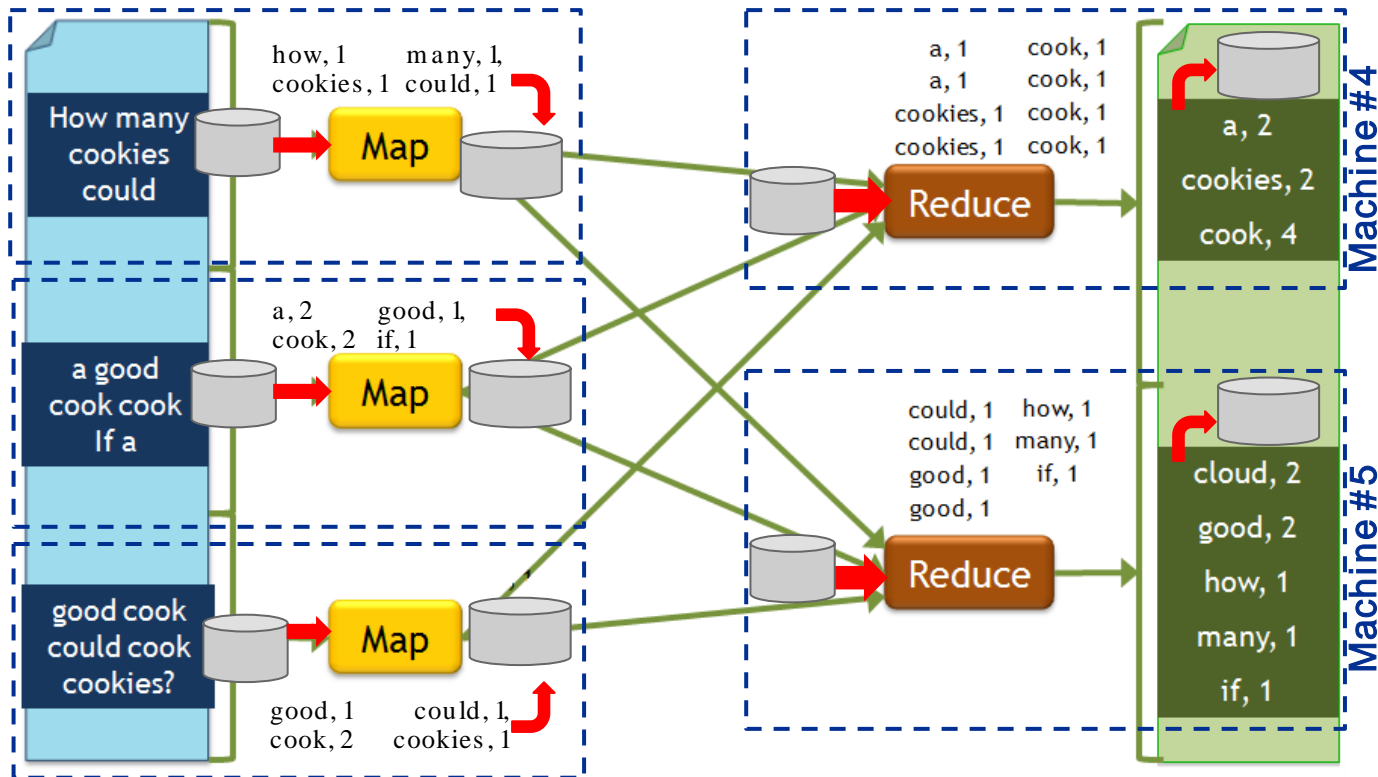 How many
cookies
could
how, 1 many, 1,
cookies, 1 could, 1
Map
a good
cook cook
If a
a, 2 good, 1,
cook, 2 if, 1
Map
good cook
could cook
cookies?
Map
good, 1 could, 1,
cook, 2 cookies, 1
a, 1 cook, 1
a, 1 cook, 1
cookies, 1 cook, 1
cookies, 1 cook, 1
Reduce
a, 2
cookies, 2
cook, 4
Machine #4
could, 1 how, 1
could, 1 many, 1
good, 1 if, 1
good, 1
Reduce
cloud, 2
good, 2
how, 1
many, 1
if, 1
Machine #5